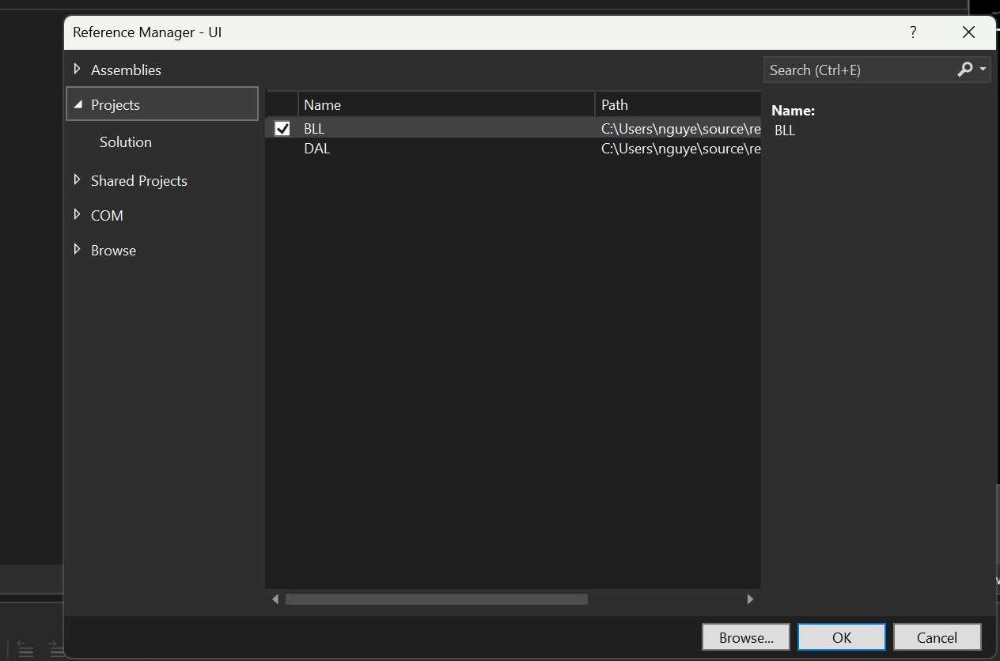 Reference Manager - UI
?
Assemblies
Search (Ctrl+E)
Projects
Name
Path
Name:
BLL
C:\Users\nguye\source\re
BLL
Solution
DAL
C:\Users\nguye\source\re
Shared Projects
COM
Browse
Browse...
OK
Cancel